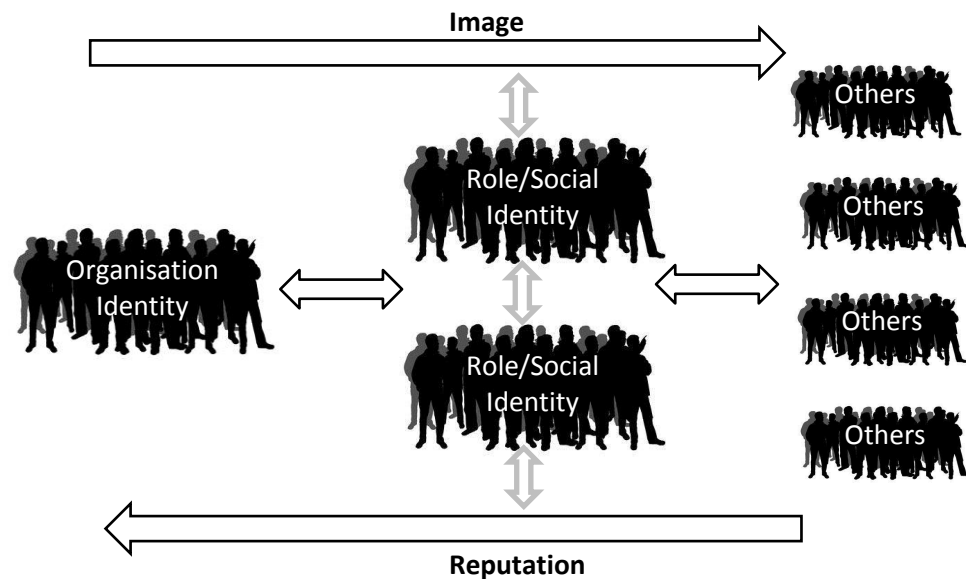 Image
Others
Role/Social
Identity
Others
Organisation
Identity
Others
Role/Social
Identity
Others
Reputation